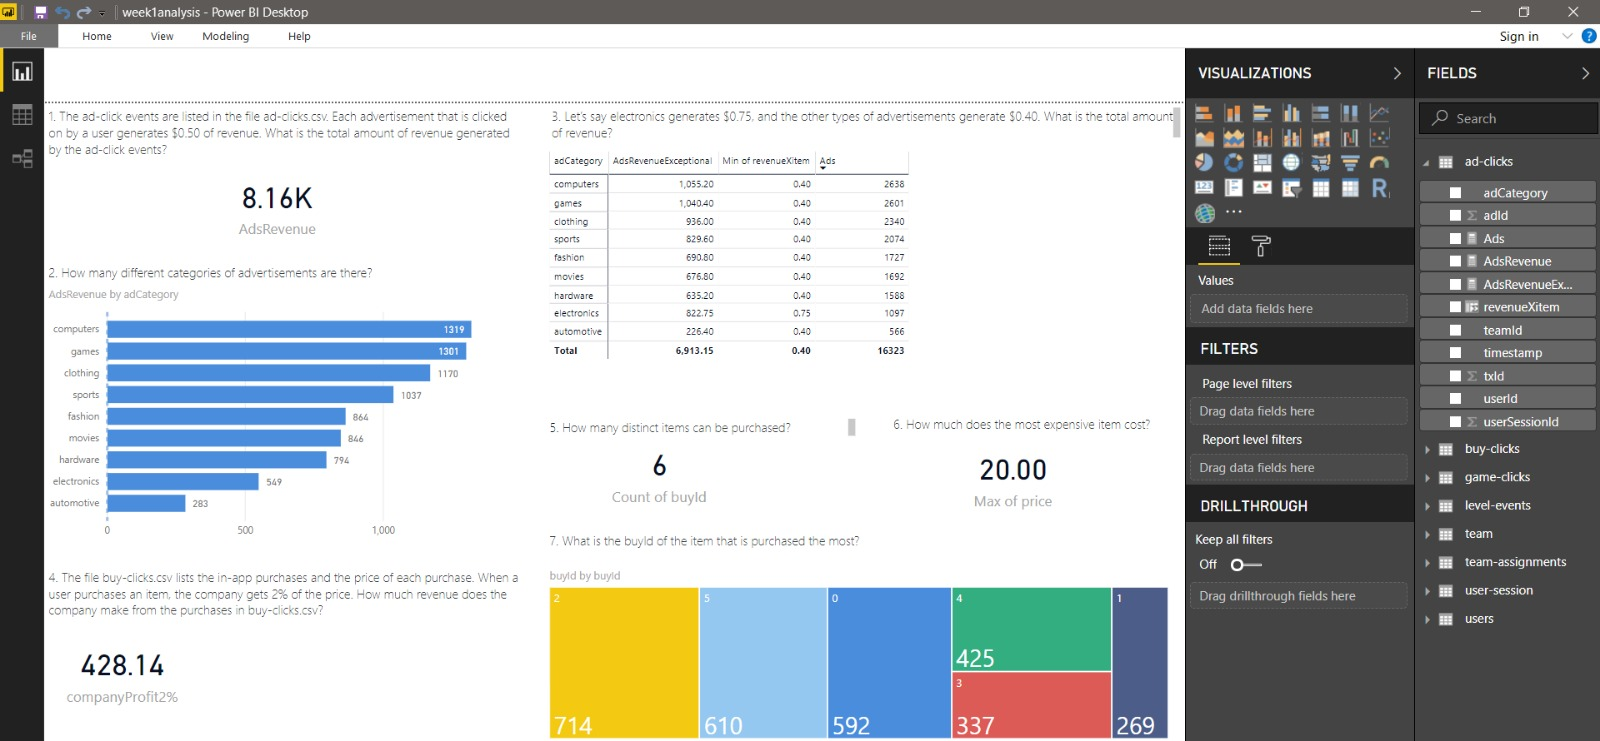 week1analysis - Power BI Desktop
File Home View Modeling Help Sign in ?
1. The ad-click events are listed in the file ad-clicks.csv. Each advertisement that is clicked
on by a user generates $0.50 of revenue. What is the total amount of revenue generated
by the ad-click events?
8.16K
AdsRevenue
2. How many different categories of advertisements are there?
AdsRevenue by adCategory
computers 1319
games 1301
clothing 1170
sports 1037
fashion 864
movies 846
hardware 794
electronics 549
automotive 283
0 500 1,000
4. The file buy-clicks.csv lists the in-app purchases and the price of each purchase. When a
user purchases an item, the company gets 2% of the price. How much revenue does the
company make from the purchases in buy-clicks.csv?
428.14
companyProfit2%
3. Let's say electronics generates $0.75, and the other types of advertisements generate $0.40. What is the total amount
of revenue?
adCategory AdsRevenueExceptional Min of revenueXitem Ads
computers 1,055.20 0.40 2638
games 1,040.40 0.40 2601
clothing 936.00 0.40 2340
sports 829.60 0.40 2074
fashion 690.80 0.40 1727
movies 676.80 0.40 1692
hardware 635.20 0.40 1588
electronics 822.75 0.75 1097
automotive 226.40 0.40 566
Total 6,913.15 0.40 16323
5. How many distinct items can be purchased?
6
Count of buyId
6. How much does the most expensive item cost?
20.00
Max of price
7. What is the buyId of the item that is purchased the most?
buyId by buyId
2 5 0 4 1
425
3
714 610 592 337 269
VISUALIZATIONS
123
R
Values
Add data fields here
FILTERS
Page level filters
Drag data fields here
Report level filters
Drag data fields here
DRILLTHROUGH
Keep all filters
Off
Drag drillthrough fields here
FIELDS
Search
ad-clicks
adCategory
Σ adId
Ads
AdsRevenue
AdsRevenueEx...
revenueXitem
teamId
timestamp
Σ txId
userId
Σ userSessionId
buy-clicks
game-clicks
level-events
team
team-assignments
user-session
users